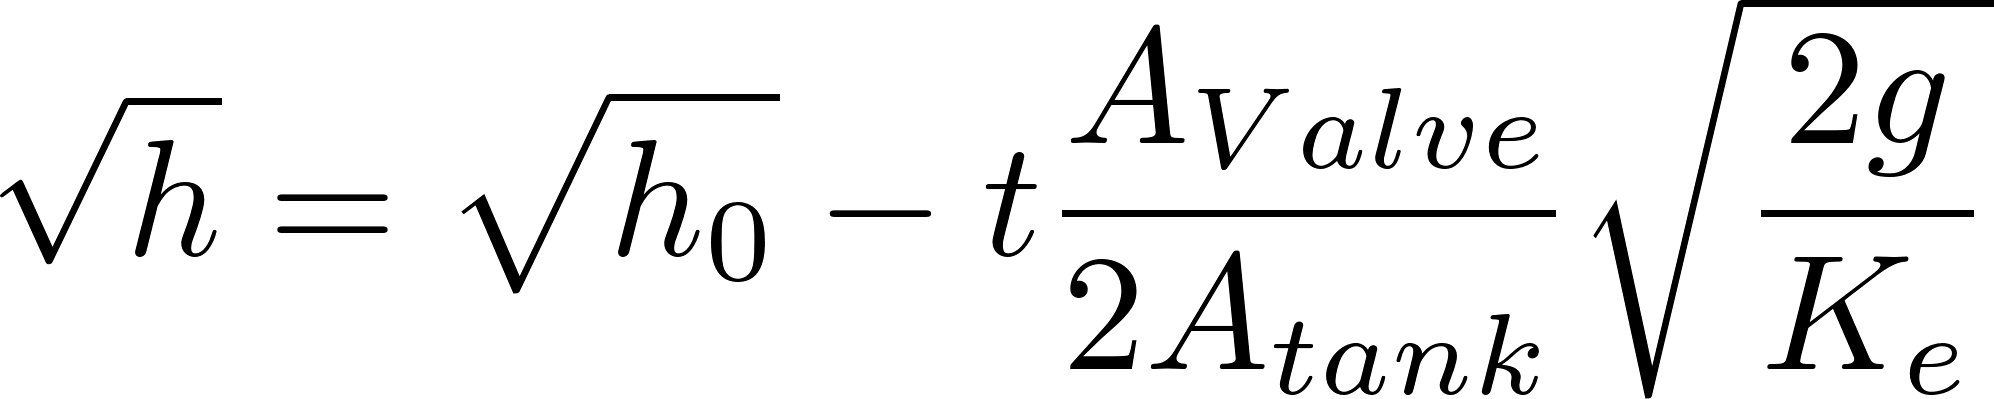 √h = √h₀ − t (A_Valve / 2A_tank) √(2g / K_e)